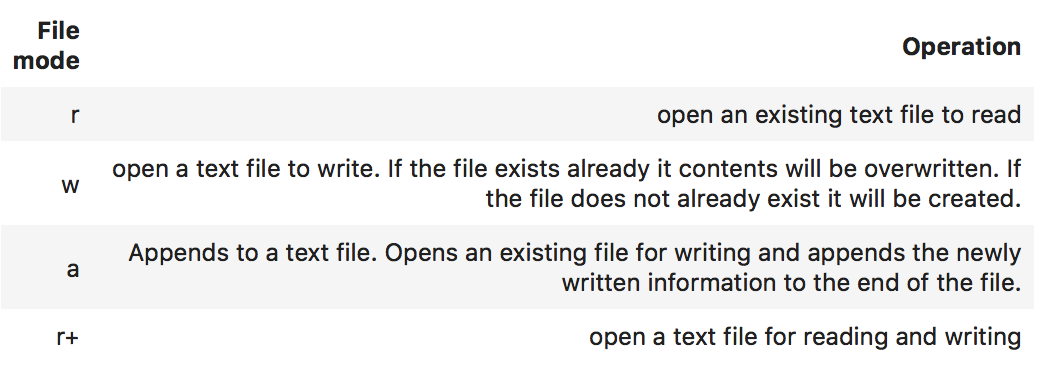 File mode
Operation
r
open an existing text file to read
w
open a text file to write. If the file exists already it contents will be overwritten. If
the file does not already exist it will be created.
a
Appends to a text file. Opens an existing file for writing and appends the newly
written information to the end of the file.
r+
open a text file for reading and writing